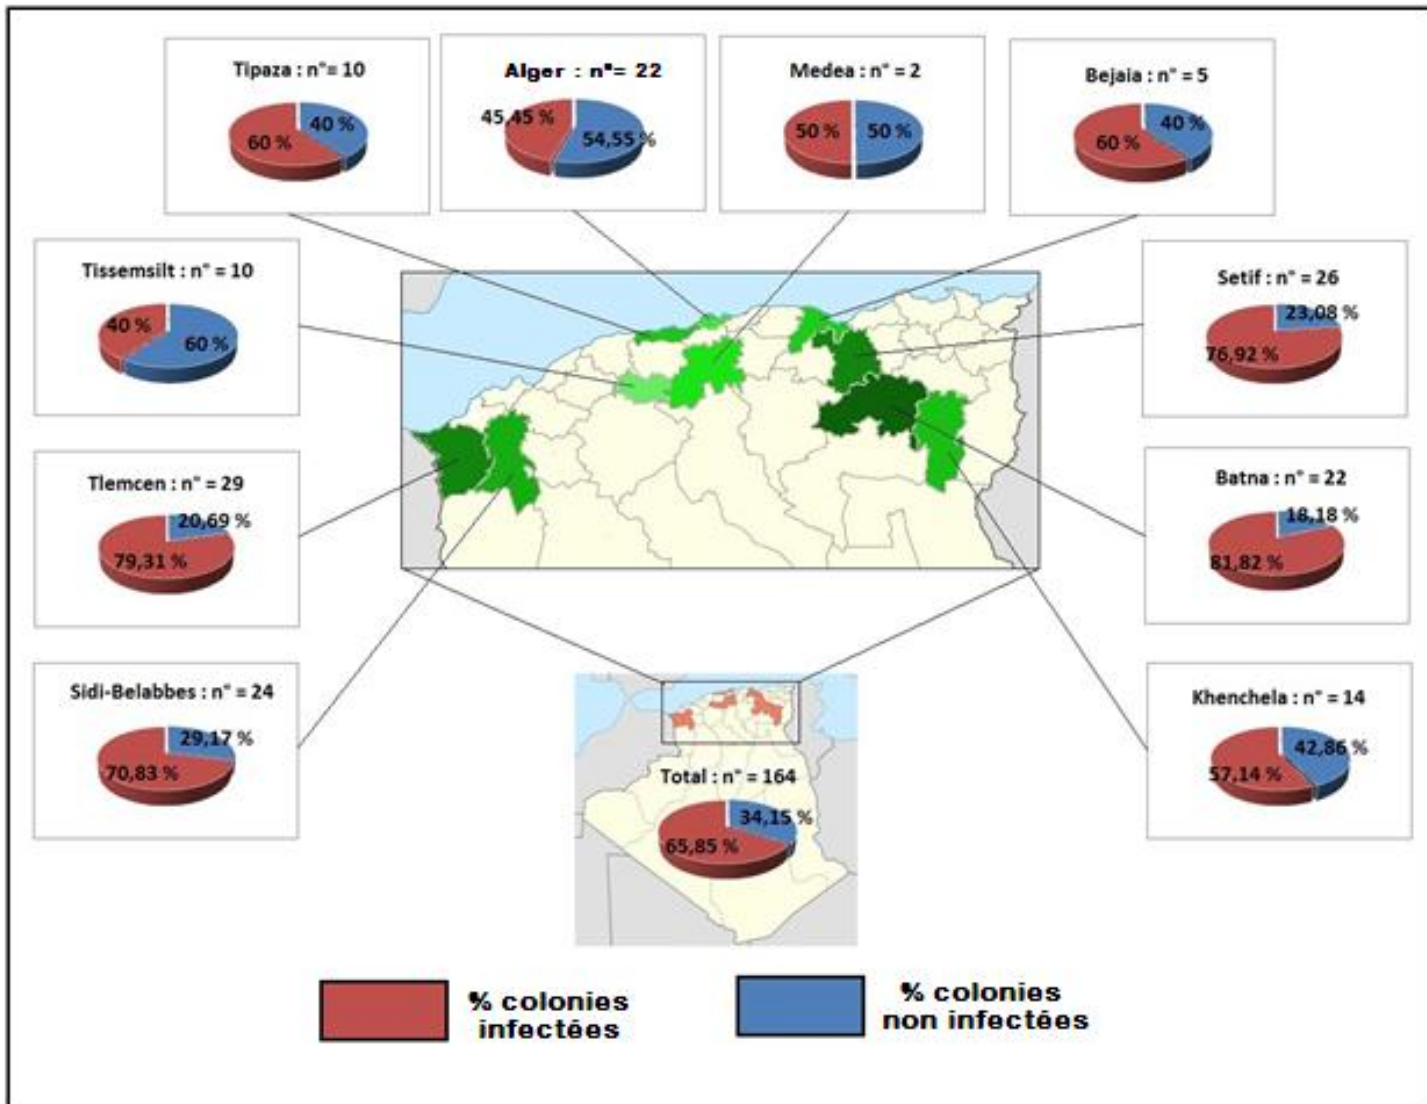 Tipaza : n°= 10
40 %
60 %
Alger : n°= 22
45,45 %
54,55 %
Medea : n° = 2
50 %
50 %
Bejaia : n° = 5
40 %
60 %
Tissemsilt : n° = 10
40 %
60 %
Setif : n° = 26
23,08 %
76,92 %
Tlemcen : n° = 29
20,69 %
79,31 %
Batna : n° = 22
18,18 %
81,82 %
Sidi-Belabbes : n° = 24
29,17 %
70,83 %
Khenchela : n° = 14
42,86 %
57,14 %
Total : n° = 164
34,15 %
65,85 %
% colonies
infectées
% colonies
non infectées